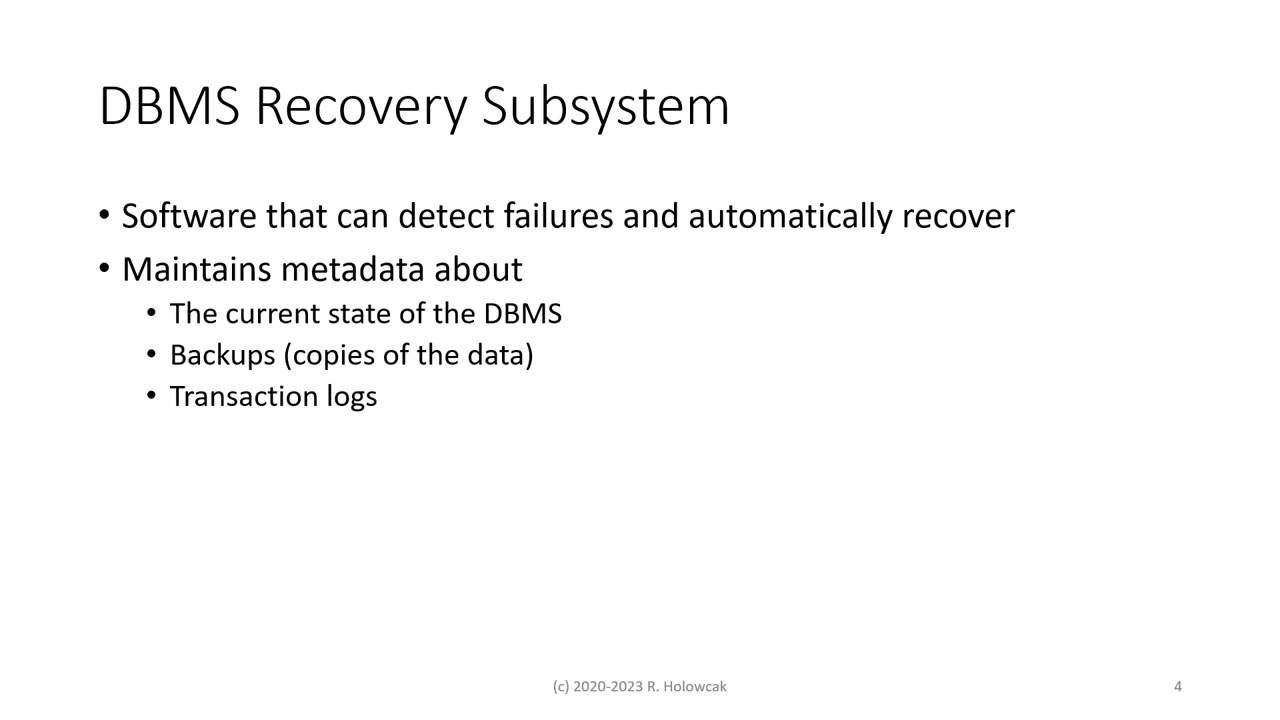 DBMS Recovery Subsystem
• Software that can detect failures and automatically recover
• Maintains metadata about
• The current state of the DBMS
• Backups (copies of the data)
• Transaction logs
(c) 2020-2023 R. Holowcak
4